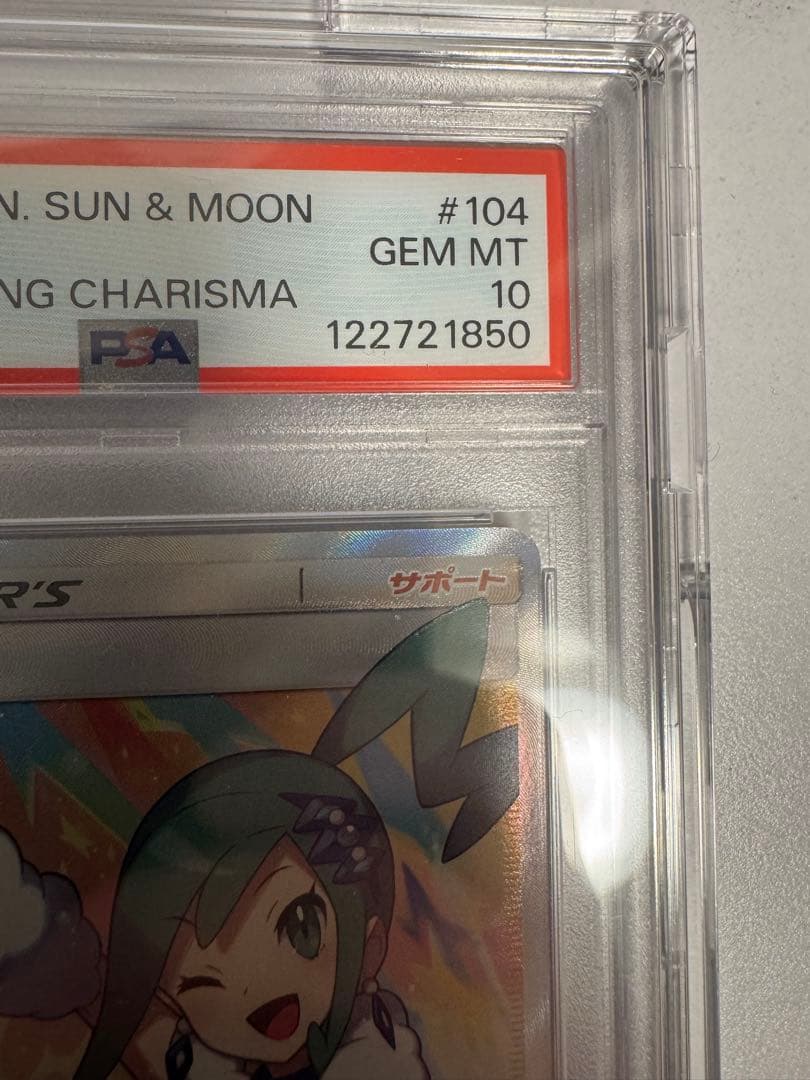 N. SUN & MOON #104
GEM MT
NG CHARISMA 10
PSA 122721850
R'S サポート